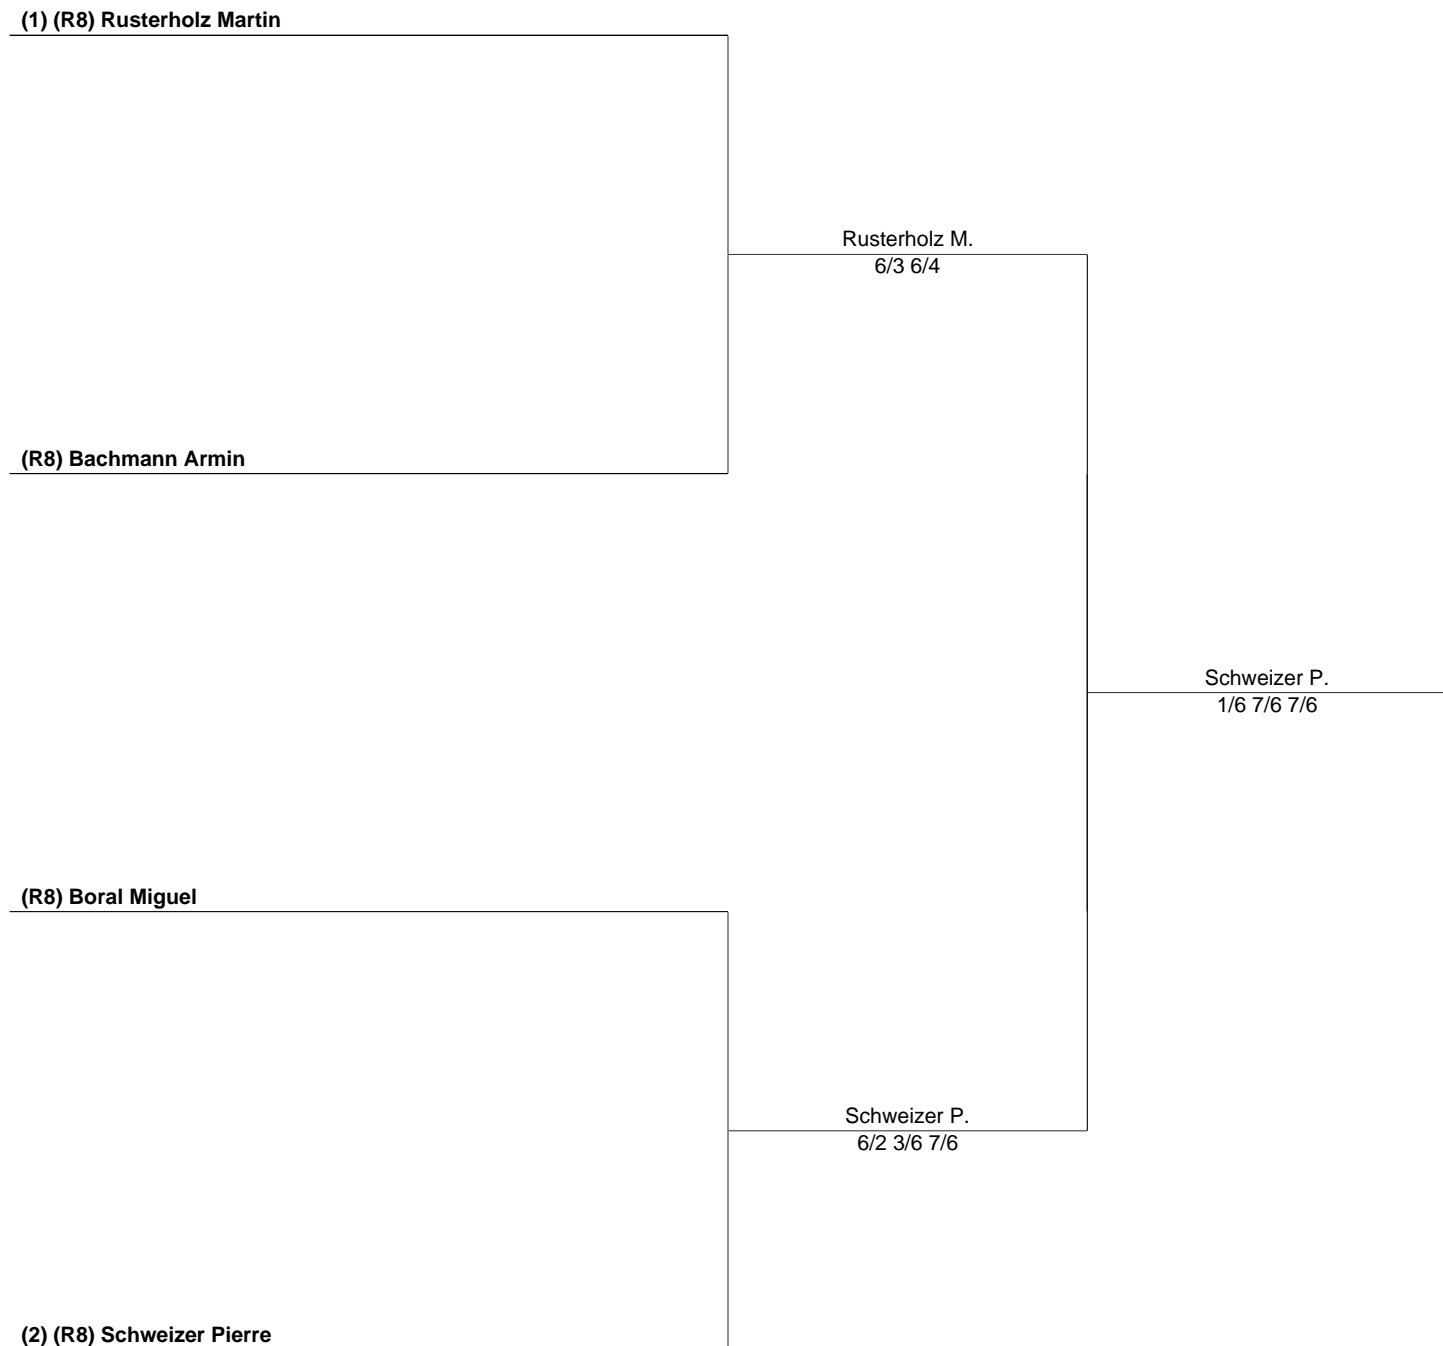 (1) (R8) Rusterholz Martin
Rusterholz M.
6/3 6/4
(R8) Bachmann Armin
Schweizer P.
1/6 7/6 7/6
(R8) Boral Miguel
Schweizer P.
6/2 3/6 7/6
(2) (R8) Schweizer Pierre